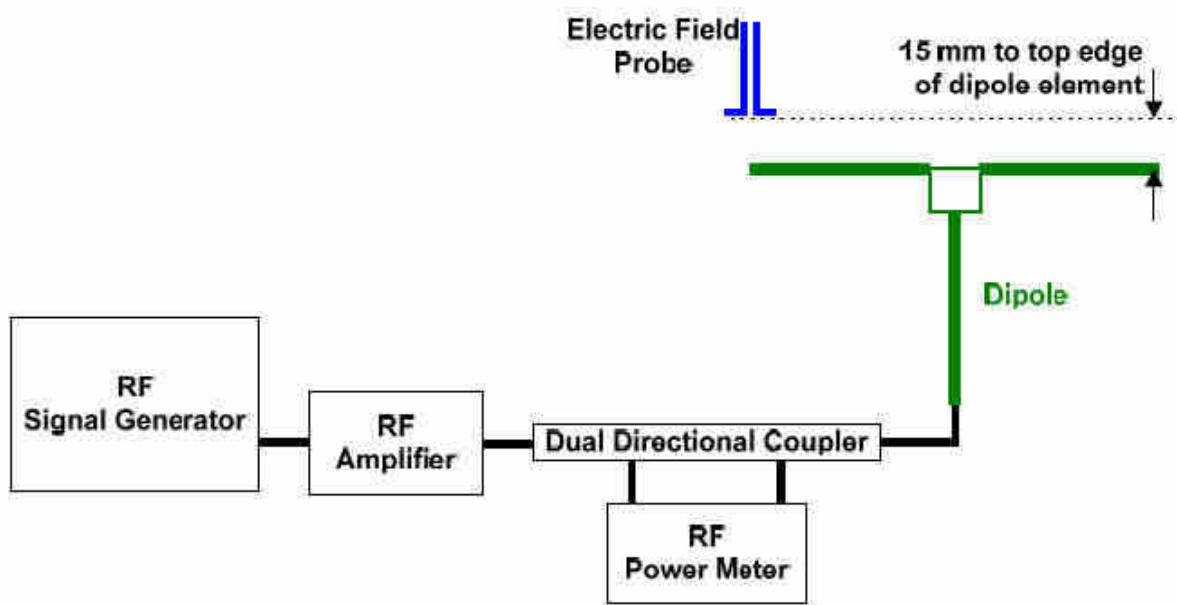 Electric Field
Probe
15 mm to top edge
of dipole element
Dipole
RF
Signal Generator
RF
Amplifier
Dual Directional Coupler
RF
Power Meter